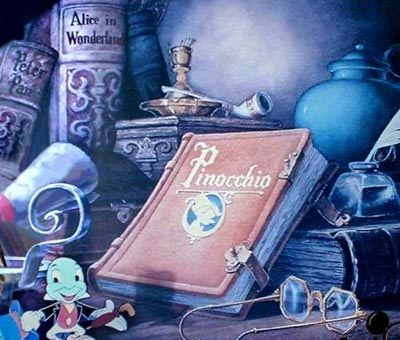 Alice in
Wonderland
Peter
Pan
Pinocchio